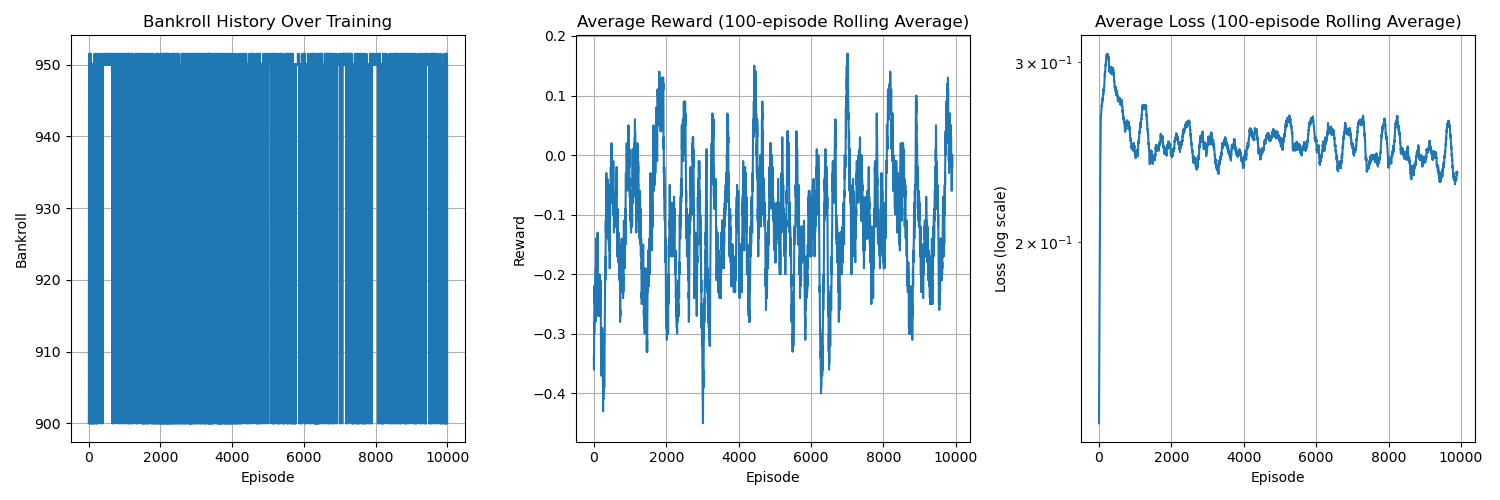 Bankroll History Over Training
Bankroll
950
940
930
920
910
900
0 2000 4000 6000 8000 10000
Episode
Average Reward (100-episode Rolling Average)
Reward
0.2
0.1
0.0
−0.1
−0.2
−0.3
−0.4
0 2000 4000 6000 8000 10000
Episode
Average Loss (100-episode Rolling Average)
Loss (log scale)
3 × 10⁻¹
2 × 10⁻¹
0 2000 4000 6000 8000 10000
Episode